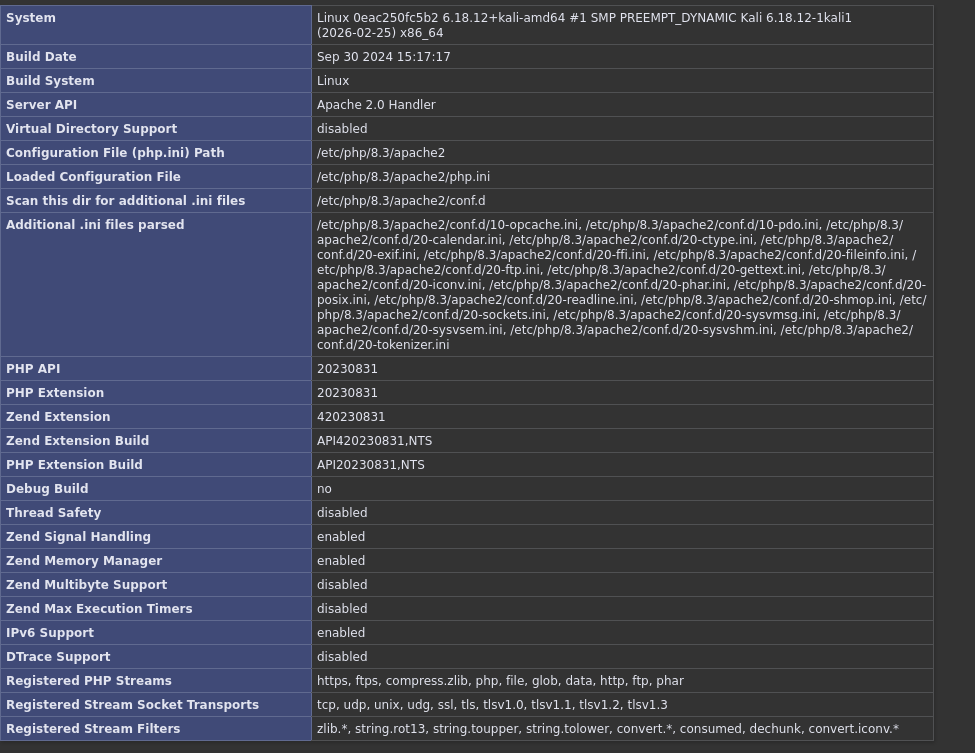 System
Linux 0eac250fc5b2 6.18.12+kali-amd64 #1 SMP PREEMPT_DYNAMIC Kali 6.18.12-1kali1
(2026-02-25) x86_64
Build Date
Sep 30 2024 15:17:17
Build System
Linux
Server API
Apache 2.0 Handler
Virtual Directory Support
disabled
Configuration File (php.ini) Path
/etc/php/8.3/apache2
Loaded Configuration File
/etc/php/8.3/apache2/php.ini
Scan this dir for additional .ini files
/etc/php/8.3/apache2/conf.d
Additional .ini files parsed
/etc/php/8.3/apache2/conf.d/10-opcache.ini, /etc/php/8.3/apache2/conf.d/10-pdo.ini, /etc/php/8.3/
apache2/conf.d/20-calendar.ini, /etc/php/8.3/apache2/conf.d/20-ctype.ini, /etc/php/8.3/apache2/
conf.d/20-exif.ini, /etc/php/8.3/apache2/conf.d/20-ffi.ini, /etc/php/8.3/apache2/conf.d/20-fileinfo.ini, /
etc/php/8.3/apache2/conf.d/20-ftp.ini, /etc/php/8.3/apache2/conf.d/20-gettext.ini, /etc/php/8.3/
apache2/conf.d/20-iconv.ini, /etc/php/8.3/apache2/conf.d/20-phar.ini, /etc/php/8.3/apache2/conf.d/20-
posix.ini, /etc/php/8.3/apache2/conf.d/20-readline.ini, /etc/php/8.3/apache2/conf.d/20-shmop.ini, /etc/
php/8.3/apache2/conf.d/20-sockets.ini, /etc/php/8.3/apache2/conf.d/20-sysvmsg.ini, /etc/php/8.3/
apache2/conf.d/20-sysvsem.ini, /etc/php/8.3/apache2/conf.d/20-sysvshm.ini, /etc/php/8.3/apache2/
conf.d/20-tokenizer.ini
PHP API
20230831
PHP Extension
20230831
Zend Extension
420230831
Zend Extension Build
API420230831,NTS
PHP Extension Build
API20230831,NTS
Debug Build
no
Thread Safety
disabled
Zend Signal Handling
enabled
Zend Memory Manager
enabled
Zend Multibyte Support
disabled
Zend Max Execution Timers
disabled
IPv6 Support
enabled
DTrace Support
disabled
Registered PHP Streams
https, ftps, compress.zlib, php, file, glob, data, http, ftp, phar
Registered Stream Socket Transports
tcp, udp, unix, udg, ssl, tls, tlsv1.0, tlsv1.1, tlsv1.2, tlsv1.3
Registered Stream Filters
zlib.*, string.rot13, string.toupper, string.tolower, convert.*, consumed, dechunk, convert.iconv.*